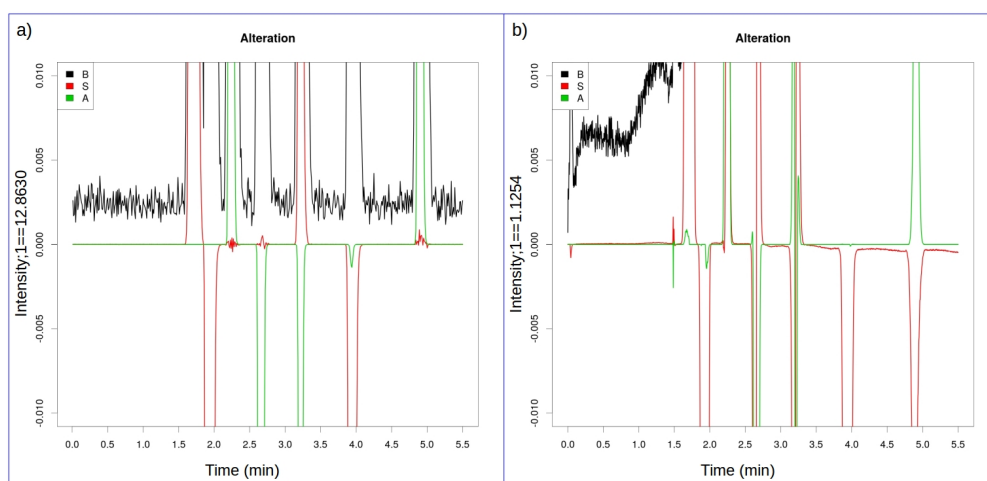 a)
Alteration
B
S
A
0.010
0.005
0.000
-0.005
-0.010
Intensity;1==12.8630
0.0 0.5 1.0 1.5 2.0 2.5 3.0 3.5 4.0 4.5 5.0 5.5
Time (min)
b)
Alteration
B
S
A
0.010
0.005
0.000
-0.005
-0.010
Intensity;1==1.1254
0.0 0.5 1.0 1.5 2.0 2.5 3.0 3.5 4.0 4.5 5.0 5.5
Time (min)